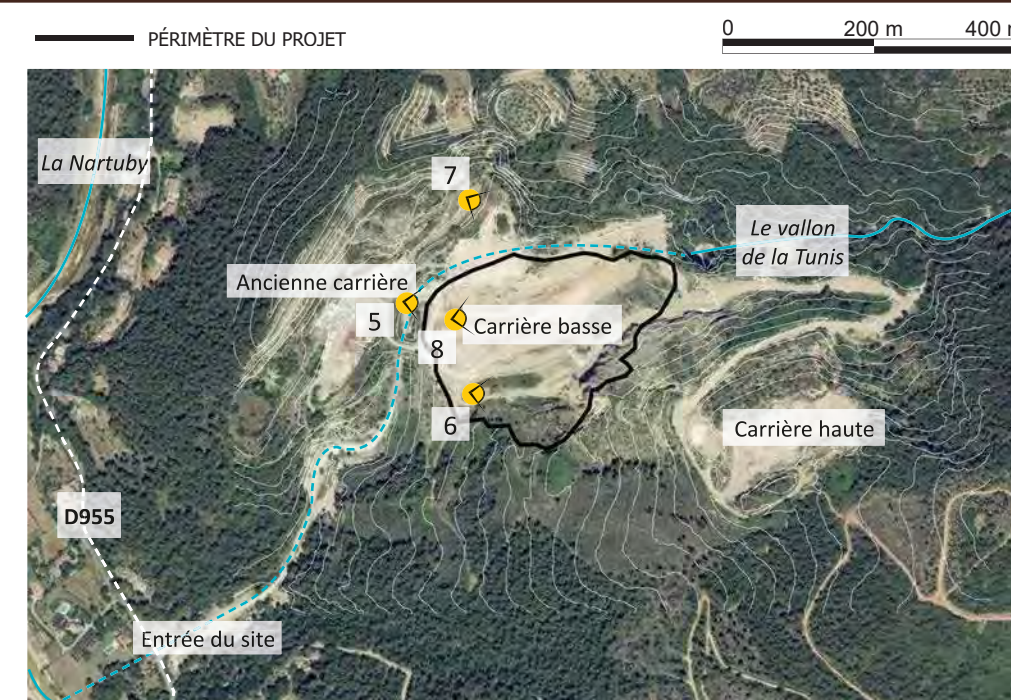 PÉRIMÈTRE DU PROJET
0 200 m 400 m
La Nartuby
7
Le vallon
de la Tunis
Ancienne carrière
5
Carrière basse
8
6
Carrière haute
D955
Entrée du site